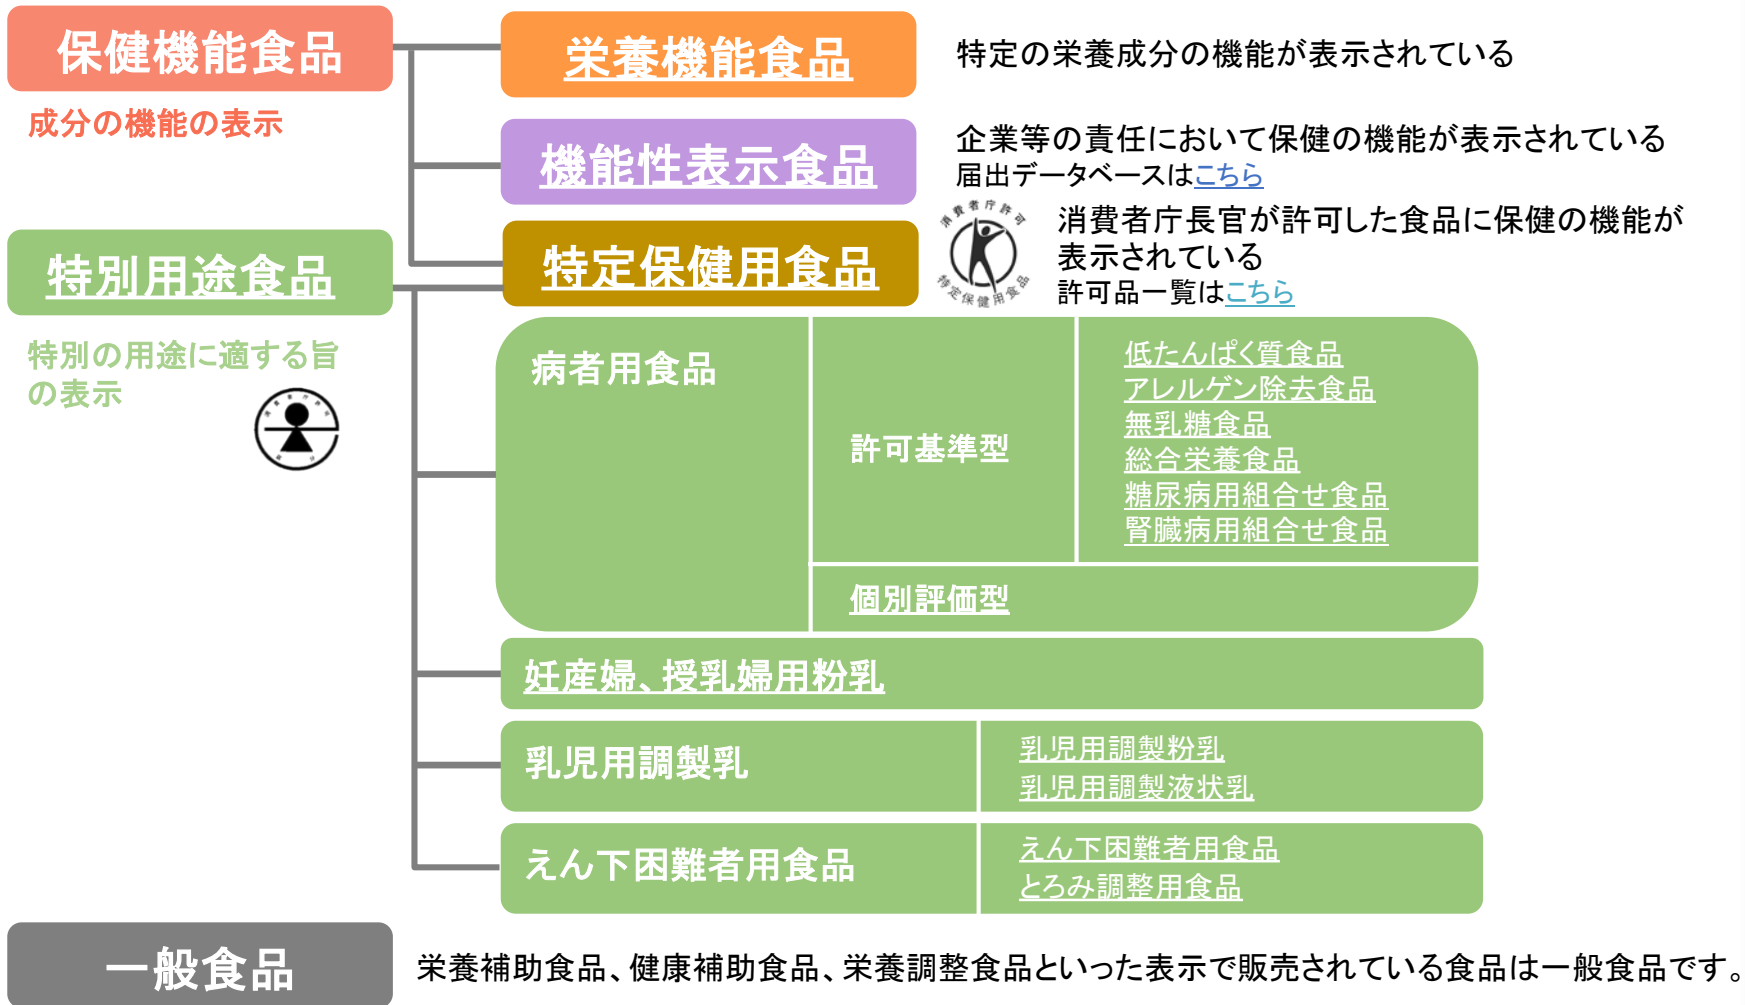 保健機能食品
成分の機能の表示
栄養機能食品
特定の栄養成分の機能が表示されている
機能性表示食品
企業等の責任において保健の機能が表示されている
届出データベースはこちら
特定保健用食品
消費者庁許可
特定保健用食品
消費者庁長官が許可した食品に保健の機能が
表示されている
許可品一覧はこちら
特別用途食品
特別の用途に適する旨
の表示
病者用食品
許可基準型
低たんぱく質食品
アレルゲン除去食品
無乳糖食品
総合栄養食品
糖尿病用組合せ食品
腎臓病用組合せ食品
個別評価型
妊産婦、授乳婦用粉乳
乳児用調製乳
乳児用調製粉乳
乳児用調製液状乳
えん下困難者用食品
えん下困難者用食品
とろみ調整用食品
一般食品
栄養補助食品、健康補助食品、栄養調整食品といった表示で販売されている食品は一般食品です。